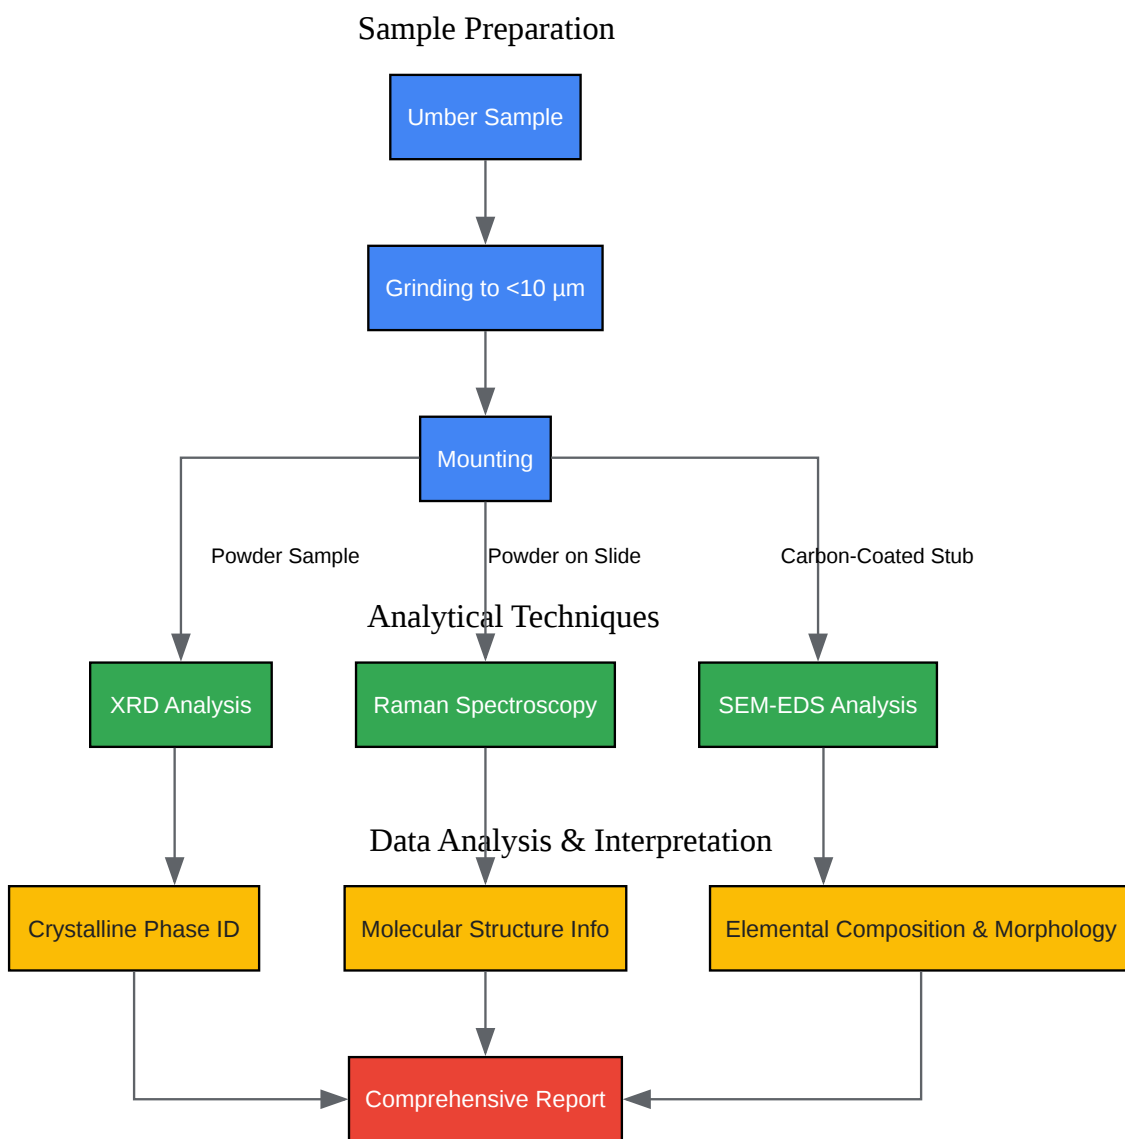 Sample Preparation
Umber Sample
Grinding to <10 µm
Mounting
Powder Sample
Powder on Slide
Carbon-Coated Stub
Analytical Techniques
XRD Analysis
Raman Spectroscopy
SEM-EDS Analysis
Data Analysis & Interpretation
Crystalline Phase ID
Molecular Structure Info
Elemental Composition & Morphology
Comprehensive Report